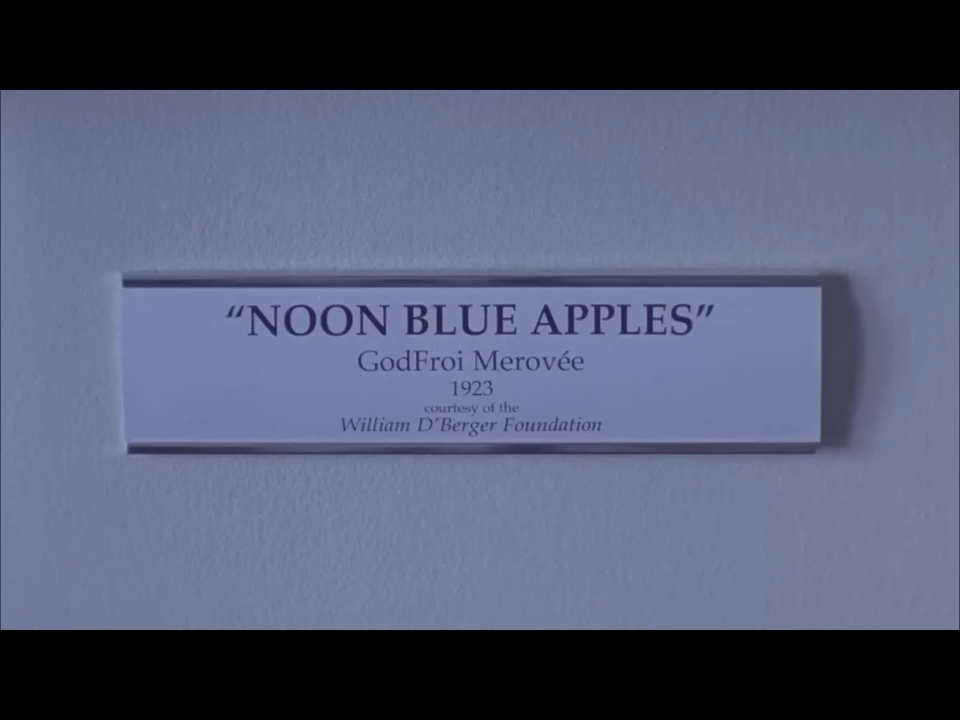 “NOON BLUE APPLES”
GodFroi Merovée
1923
courtesy of the
William D’Berger Foundation